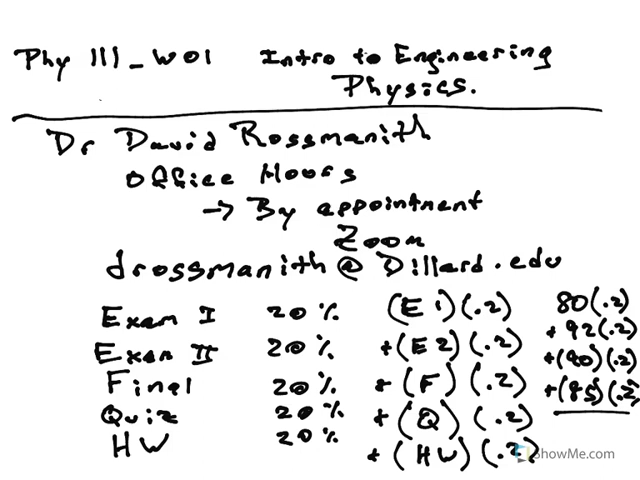 Phy 111_W01 Intro to Engineering
Physics.
Dr David Rossmanith
Office Hours
→ By appointment
Zoom
drossmanith@Dillard.edu
Exam I 20% (E1)(.2) 80(.2)
Exam II 20% +(E2)(.2) +92(.2)
Final 20% +(F)(.2) +(90)(.2)
Quiz 20% +(Q)(.2) +(85)(.2)
HW 20% +(HW)(.2)
ShowMe.com